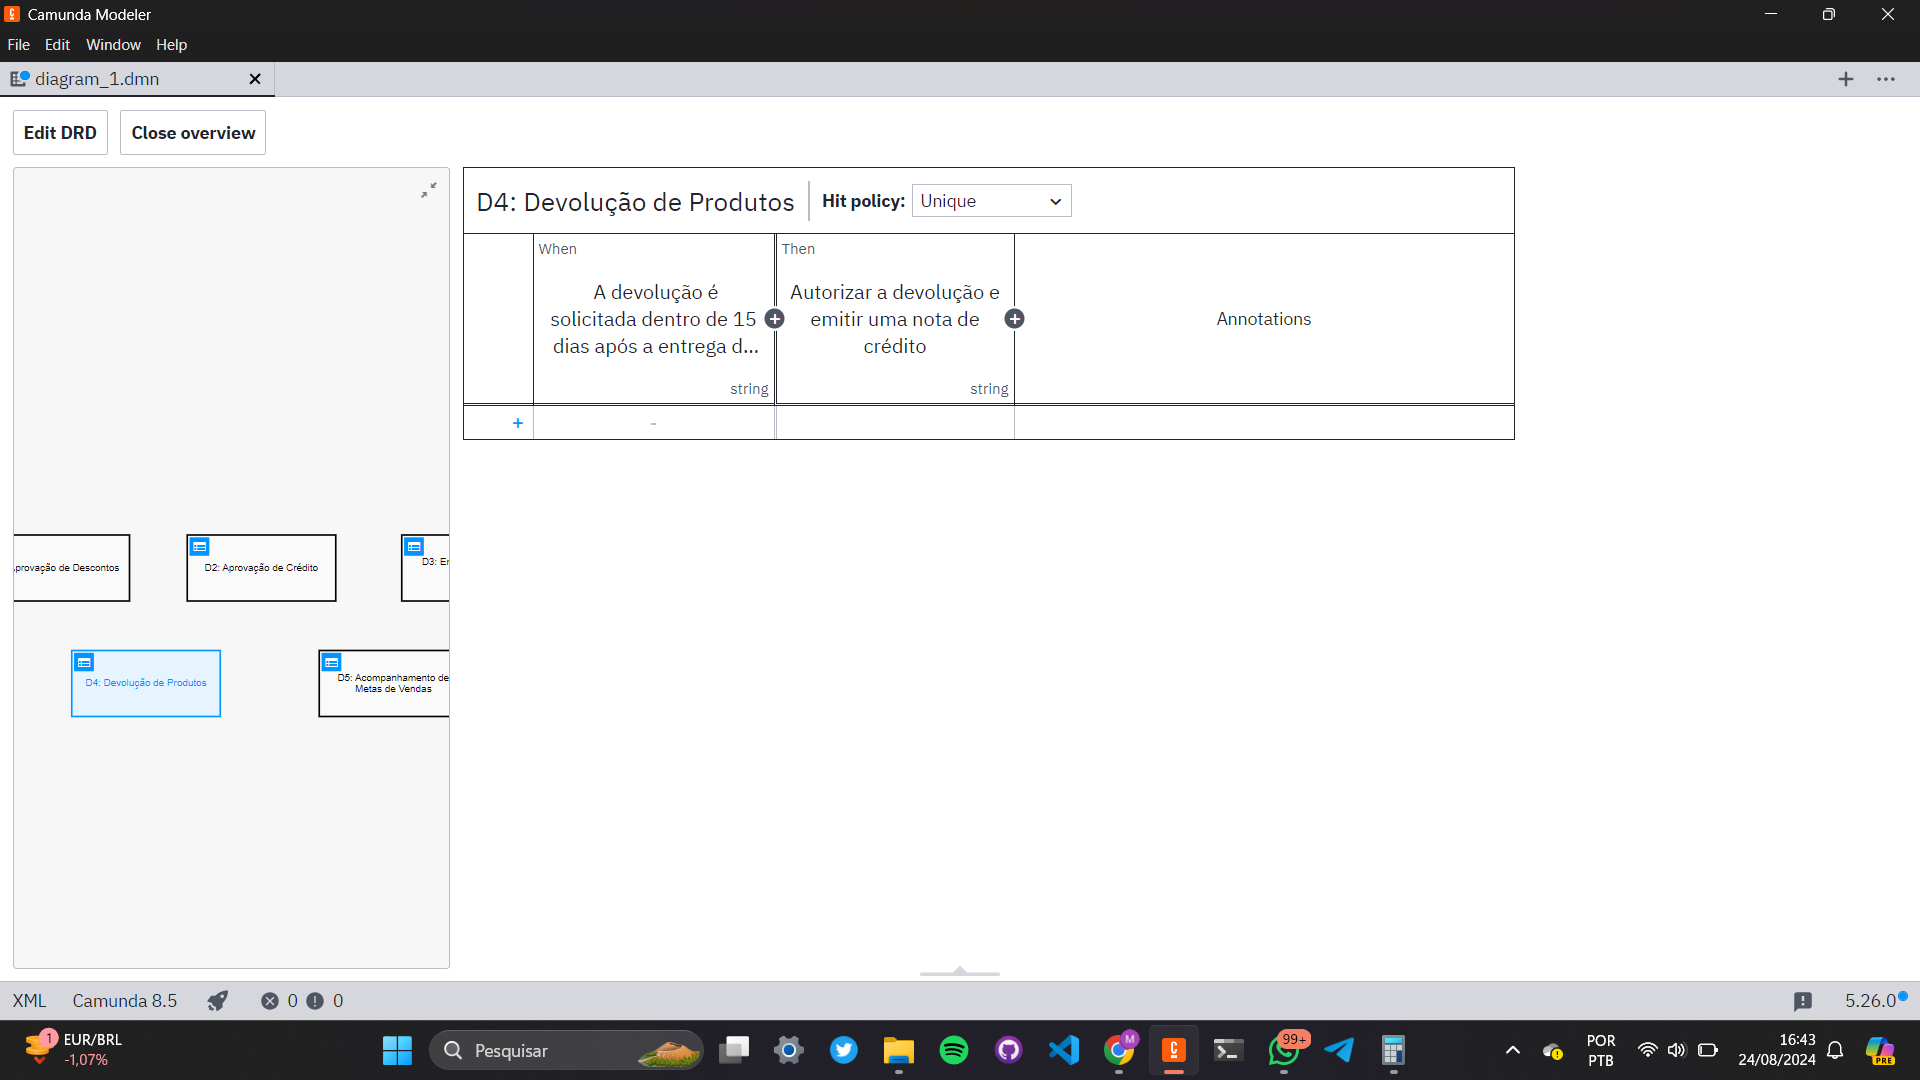 Camunda Modeler
File Edit Window Help
diagram_1.dmn
Edit DRD Close overview
D4: Devolução de Produtos Hit policy: Unique
When Then
A devolução é
solicitada dentro de 15
dias após a entrega d...
string
Autorizar a devolução e
emitir uma nota de
crédito
string
Annotations
+ -
provação de Descontos
D2: Aprovação de Crédito
D3: Er
D4: Devolução de Produtos
D5: Acompanhamento de
Metas de Vendas
XML Camunda 8.5 0 0 5.26.0
1 EUR/BRL
-1,07%
Pesquisar
M
99+
POR
PTB
16:43
24/08/2024
PRE